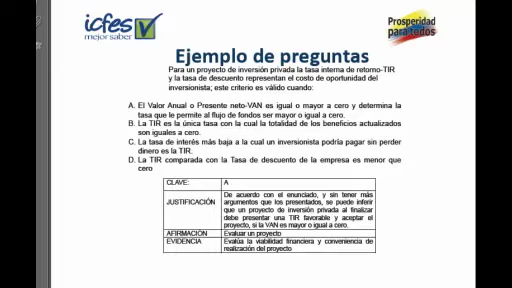 icfes
mejor saber
Prosperidad
para todos
Ejemplo de preguntas
Para un proyecto de inversión privada la tasa interna de retorno-TIR
y la tasa de descuento representan el costo de oportunidad del
inversionista; este criterio es válido cuando:
A. El Valor Anual o Presente neto-VAN es igual o mayor a cero y determina la
tasa que le permite al flujo de fondos ser mayor o igual a cero.
B. La TIR es la única tasa con la cual la totalidad de los beneficios actualizados
son iguales a cero.
C. La tasa de interés más baja a la cual un inversionista podría pagar sin perder
dinero es la TIR.
D. La TIR comparada con la Tasa de descuento de la empresa es menor que
cero
CLAVE: A
JUSTIFICACIÓN
De acuerdo con el enunciado, y sin tener más
argumentos que los presentados, se puede inferir
que un proyecto de inversión privada al finalizar
debe presentar una TIR favorable y aceptar el
proyecto, si la VAN es mayor o igual a cero.
AFIRMACIÓN Evaluar un proyecto
EVIDENCIA Evalúa la viabilidad financiera y conveniencia de
realización del proyecto